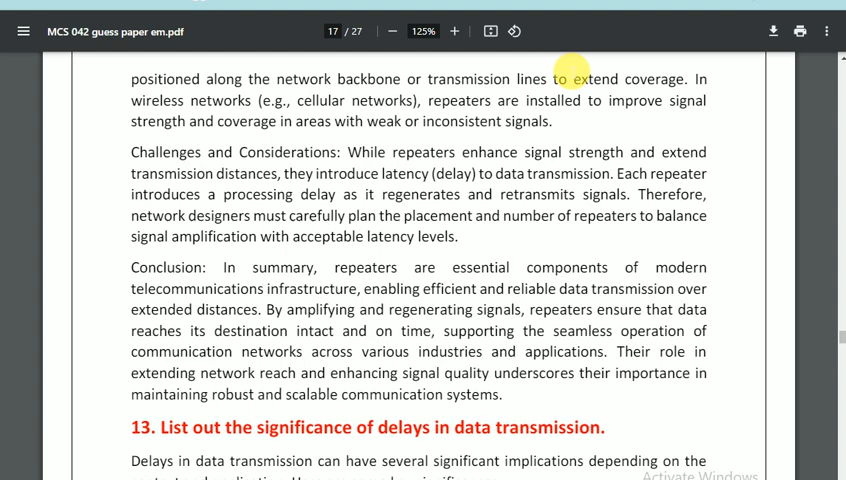 MCS 042 guess paper em.pdf
17 / 27
125%
positioned along the network backbone or transmission lines to extend coverage. In
wireless networks (e.g., cellular networks), repeaters are installed to improve signal
strength and coverage in areas with weak or inconsistent signals.
Challenges and Considerations: While repeaters enhance signal strength and extend
transmission distances, they introduce latency (delay) to data transmission. Each repeater
introduces a processing delay as it regenerates and retransmits signals. Therefore,
network designers must carefully plan the placement and number of repeaters to balance
signal amplification with acceptable latency levels.
Conclusion: In summary, repeaters are essential components of modern
telecommunications infrastructure, enabling efficient and reliable data transmission over
extended distances. By amplifying and regenerating signals, repeaters ensure that data
reaches its destination intact and on time, supporting the seamless operation of
communication networks across various industries and applications. Their role in
extending network reach and enhancing signal quality underscores their importance in
maintaining robust and scalable communication systems.
13. List out the significance of delays in data transmission.
Delays in data transmission can have several significant implications depending on the
Activate Windows